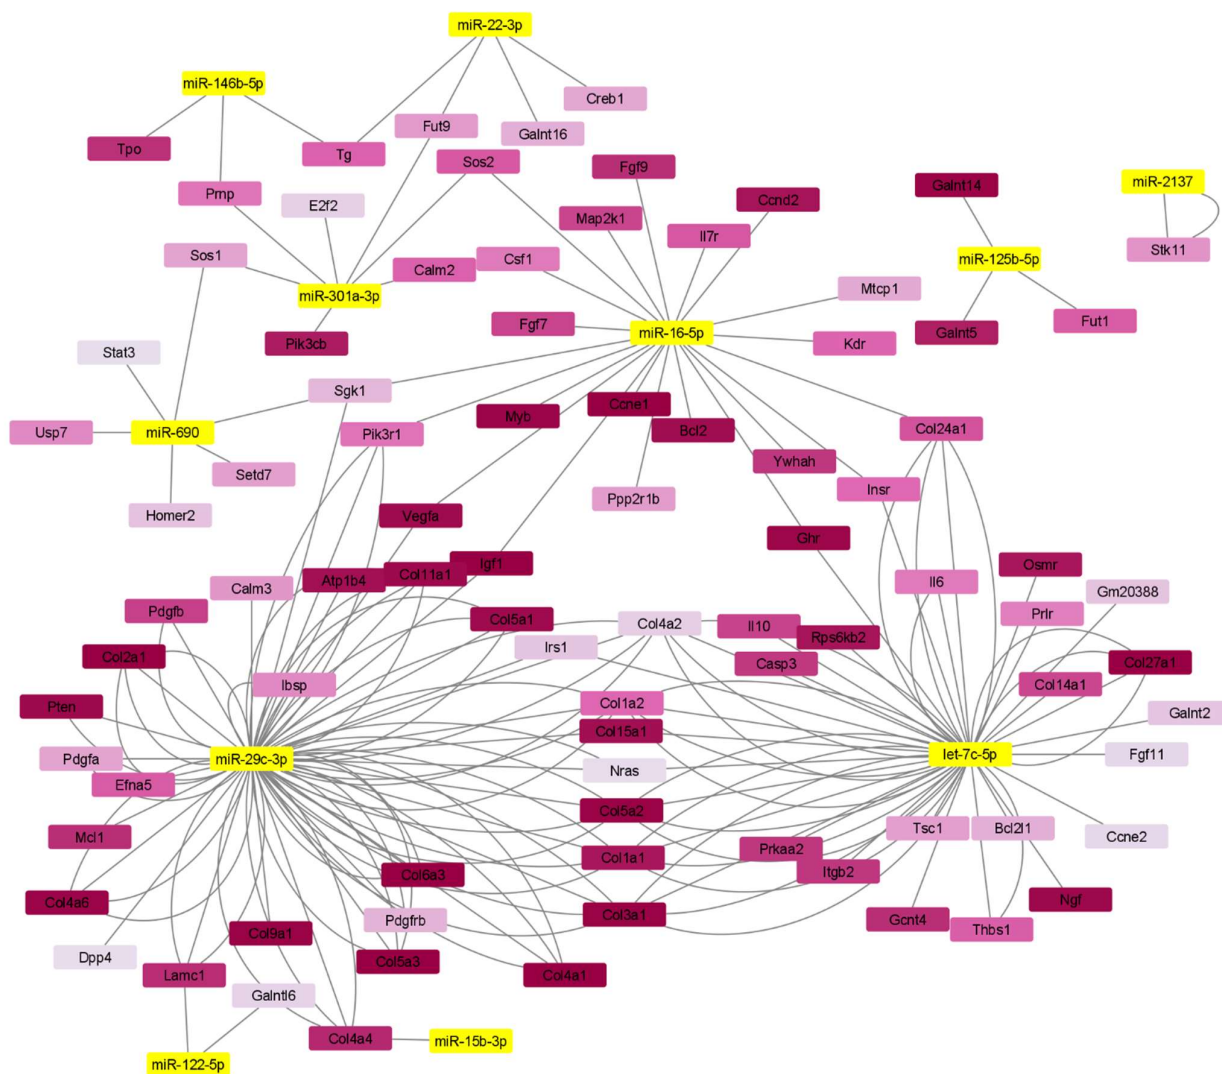 miR-22-3p
miR-146b-5p
Creb1
Fut9
Galnt16
Tpo
Tg
Sos2
Fgf9
miR-2137
Galnt14
Prnp
E2f2
Ccnd2
Map2k1
Il7r
Stk11
Sos1
Csf1
miR-125b-5p
Calm2
miR-301a-3p
Mtcp1
Fgf7
miR-16-5p
Galnt5
Fut1
Pik3cb
Kdr
Stat3
Sgk1
Myb
Ccne1
Usp7
miR-690
Pik3r1
Bcl2
Col24a1
Ywhah
Setd7
Insr
Ppp2r1b
Homer2
Vegfa
Ghr
Igf1
Osmr
Calm3
Atp1b4
Col11a1
Il6
Gm20388
Pdgfb
Prlr
Col5a1
Col4a2
Il10
Rps6kb2
Irs1
Col2a1
Casp3
Col27a1
Ibsp
Col14a1
Pten
Col1a2
Galnt2
Col15a1
miR-29c-3p
let-7c-5p
Pdgfa
Fgf11
Nras
Efna5
Col5a2
Tsc1
Bcl2l1
Mcl1
Ccne2
Prkaa2
Col1a1
Itgb2
Col6a3
Col4a6
Ngf
Pdgfrb
Col3a1
Gcnt4
Thbs1
Col9a1
Dpp4
Col5a3
Lamc1
Col4a1
Galntl6
Col4a4
miR-15b-3p
miR-122-5p